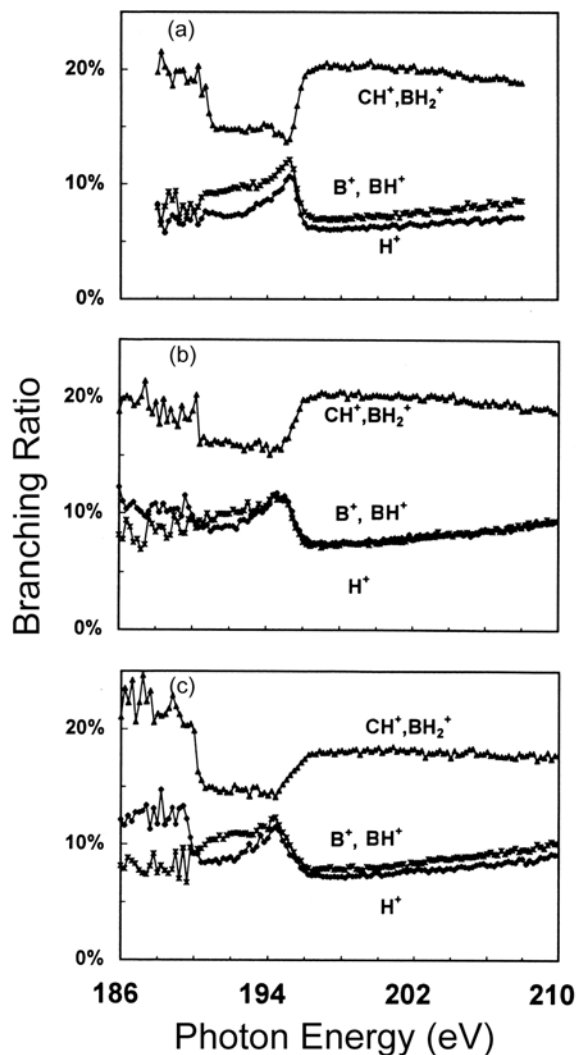 Branching Ratio
(a)
20%
CH⁺,BH₂⁺
B⁺, BH⁺
10%
H⁺
0%
(b)
20%
CH⁺,BH₂⁺
10%
B⁺, BH⁺
H⁺
0%
(c)
20%
CH⁺,BH₂⁺
10%
B⁺, BH⁺
H⁺
0%
186 194 202 210
Photon Energy (eV)